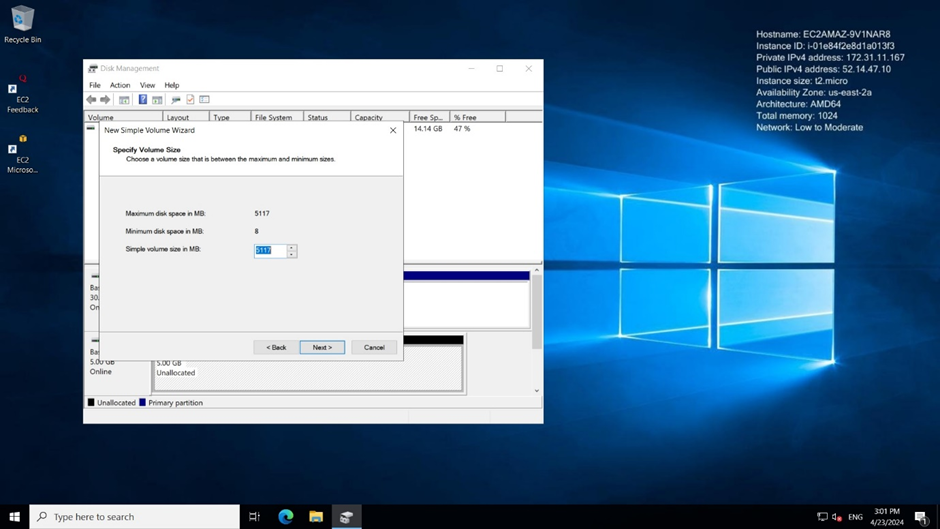 Recycle Bin
EC2
Feedback
EC2
Microso...
Hostname: EC2AMAZ-9V1NAR8
Instance ID: i-01e84f2e8d1a013f3
Private IPv4 address: 172.31.11.167
Public IPv4 address: 52.14.47.10
Instance size: t2.micro
Availability Zone: us-east-2a
Architecture: AMD64
Total memory: 1024
Network: Low to Moderate
Disk Management
File Action View Help
Volume Layout Type File System Status Capacity Free Sp... % Free
14.14 GB 47 %
New Simple Volume Wizard
Specify Volume Size
Choose a volume size that is between the maximum and minimum sizes.
Maximum disk space in MB: 5117
Minimum disk space in MB: 8
Simple volume size in MB: 5117
< Back Next > Cancel
Bas
30.
On
Bas
5.00 GB
Online
5.00 GB
Unallocated
Unallocated Primary partition
Type here to search
ENG
3:01 PM
4/23/2024
1